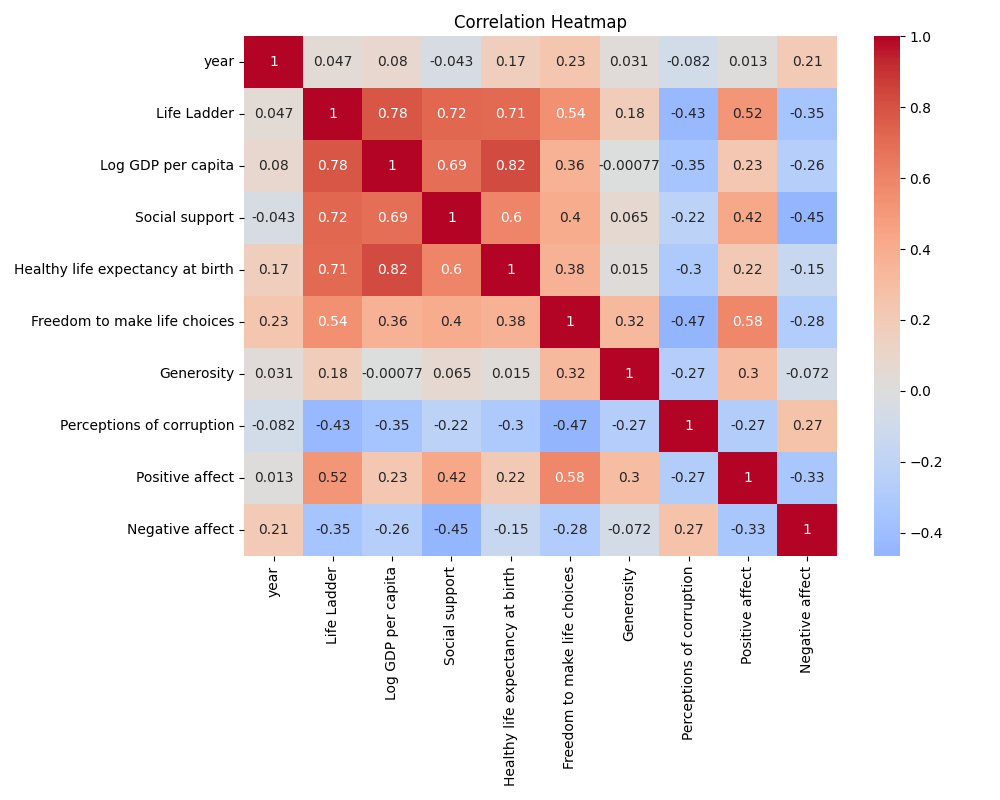 Correlation Heatmap
year 1 0.047 0.08 -0.043 0.17 0.23 0.031 -0.082 0.013 0.21
Life Ladder 0.047 1 0.78 0.72 0.71 0.54 0.18 -0.43 0.52 -0.35
Log GDP per capita 0.08 0.78 1 0.69 0.82 0.36 -0.00077 -0.35 0.23 -0.26
Social support -0.043 0.72 0.69 1 0.6 0.4 0.065 -0.22 0.42 -0.45
Healthy life expectancy at birth 0.17 0.71 0.82 0.6 1 0.38 0.015 -0.3 0.22 -0.15
Freedom to make life choices 0.23 0.54 0.36 0.4 0.38 1 0.32 -0.47 0.58 -0.28
Generosity 0.031 0.18 -0.00077 0.065 0.015 0.32 1 -0.27 0.3 -0.072
Perceptions of corruption -0.082 -0.43 -0.35 -0.22 -0.3 -0.47 -0.27 1 -0.27 0.27
Positive affect 0.013 0.52 0.23 0.42 0.22 0.58 0.3 -0.27 1 -0.33
Negative affect 0.21 -0.35 -0.26 -0.45 -0.15 -0.28 -0.072 0.27 -0.33 1
year
Life Ladder
Log GDP per capita
Social support
Healthy life expectancy at birth
Freedom to make life choices
Generosity
Perceptions of corruption
Positive affect
Negative affect
1.0
0.8
0.6
0.4
0.2
0.0
−0.2
−0.4